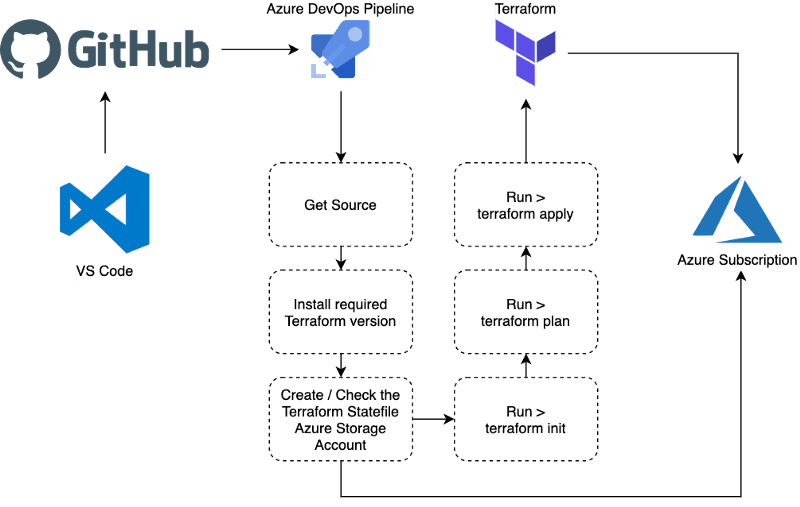 Azure DevOps Pipeline
Terraform
GitHub
Get Source
Run >
terraform apply
VS Code
Azure Subscription
Install required
Terraform version
Run >
terraform plan
Create / Check the
Terraform Statefile
Azure Storage
Account
Run >
terraform init